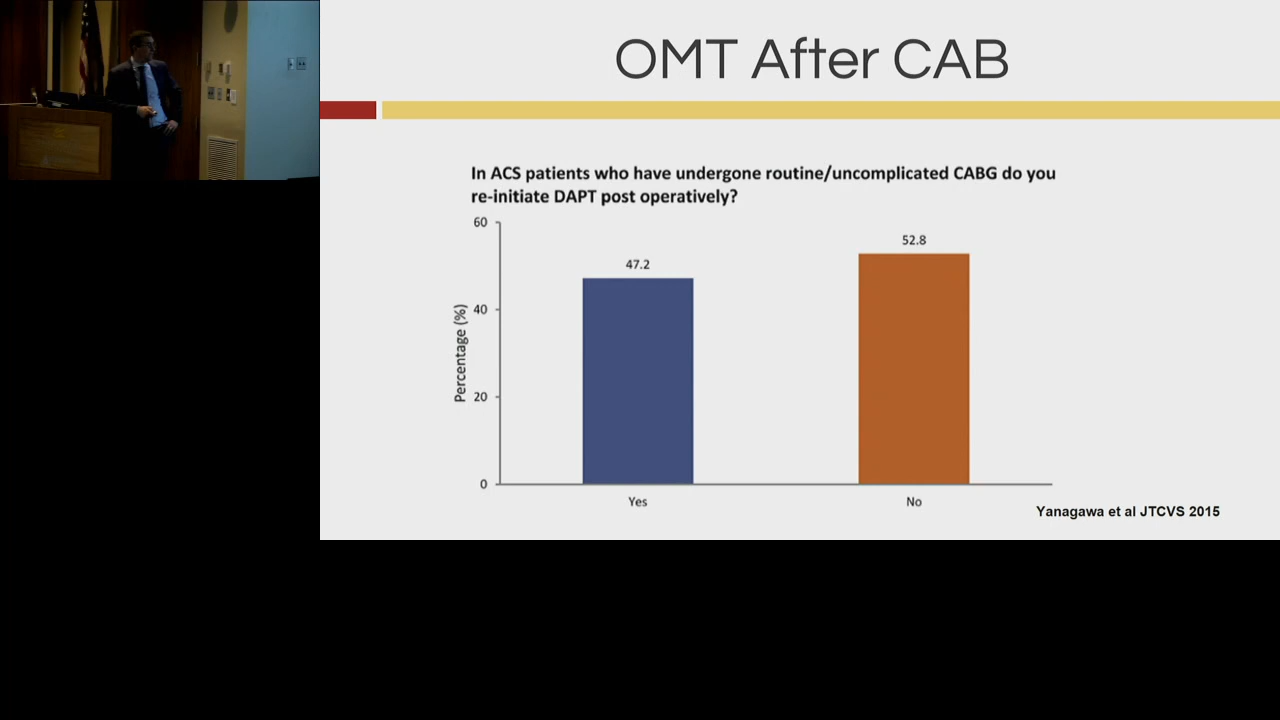 OMT After CAB
In ACS patients who have undergone routine/uncomplicated CABG do you
re-initiate DAPT post operatively?
60
52.8
47.2
40
Percentage (%)
20
0
Yes
No
Yanagawa et al JTCVS 2015